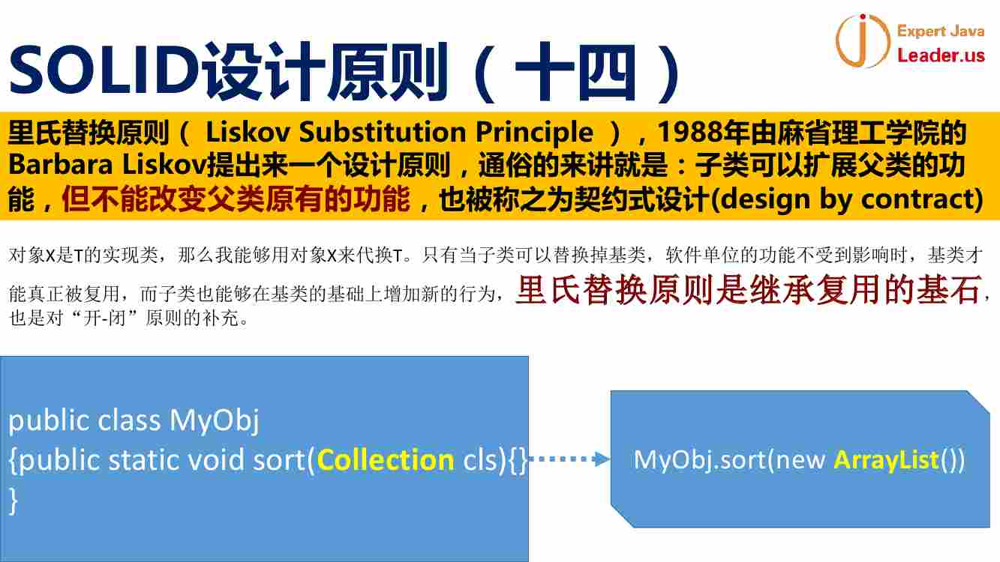 Expert Java
Leader.us
SOLID设计原则（十四）
里氏替换原则（ Liskov Substitution Principle ），1988年由麻省理工学院的
Barbara Liskov提出来一个设计原则，通俗的来讲就是：子类可以扩展父类的功
能，但不能改变父类原有的功能，也被称之为契约式设计(design by contract)
对象X是T的实现类，那么我能够用对象X来代换T。只有当子类可以替换掉基类，软件单位的功能不受到影响时，基类才
能真正被复用，而子类也能够在基类的基础上增加新的行为，里氏替换原则是继承复用的基石，
也是对“开-闭”原则的补充。
public class MyObj
{public static void sort(Collection cls){}
}
MyObj.sort(new ArrayList())